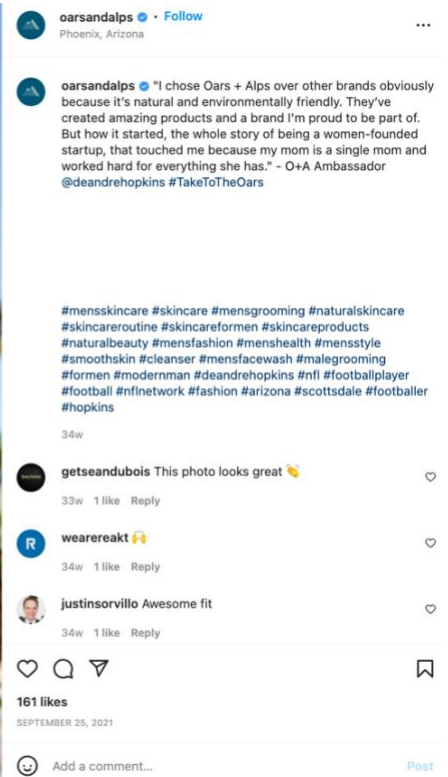 oarsandalps • Follow
Phoenix, Arizona
oarsandalps "I chose Oars + Alps over other brands obviously
because it's natural and environmentally friendly. They've
created amazing products and a brand I'm proud to be part of.
But how it started, the whole story of being a women-founded
startup, that touched me because my mom is a single mom and
worked hard for everything she has." - O+A Ambassador
@deandrehopkins #TakeToTheOars
#mensskincare #skincare #mensgrooming #naturalskincare
#skincareroutine #skincareformen #skincareproducts
#naturalbeauty #mensfashion #menshealth #mensstyle
#smoothskin #cleanser #mensfacewash #malegrooming
#formen #modernman #deandrehopkins #nfl #footballplayer
#football #nflnetwork #fashion #arizona #scottsdale #footballer
#hopkins
34w
getseandubois This photo looks great 👏
33w 1 like Reply
R
wearereakt 🙌
34w 1 like Reply
justinsorvillo Awesome fit
34w 1 like Reply
161 likes
SEPTEMBER 25, 2021
Add a comment...
Post